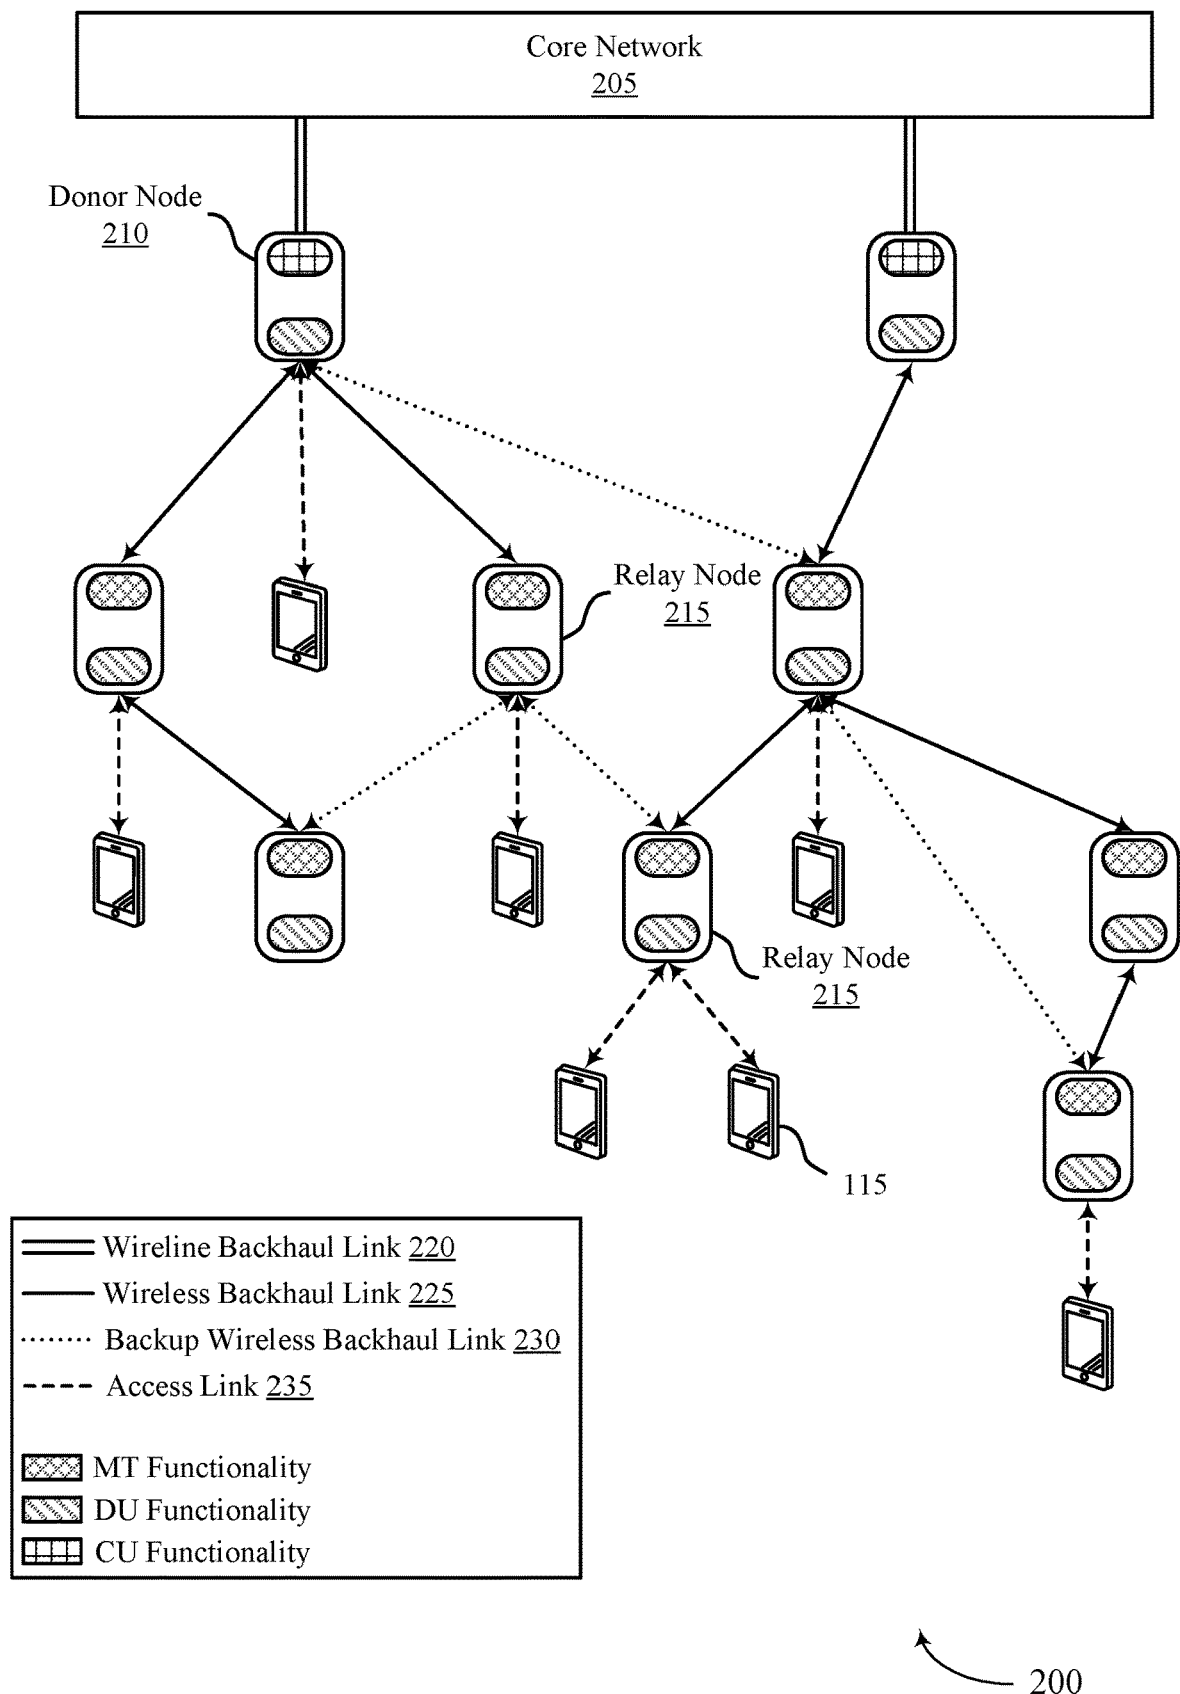 Core Network
205
Donor Node
210
Relay Node
215
Relay Node
215
115
Wireline Backhaul Link 220
Wireless Backhaul Link 225
Backup Wireless Backhaul Link 230
Access Link 235
MT Functionality
DU Functionality
CU Functionality
200